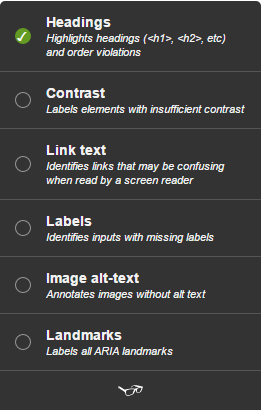 Headings
Highlights headings (<h1>, <h2>, etc)
and order violations
Contrast
Labels elements with insufficient contrast
Link text
Identifies links that may be confusing
when read by a screen reader
Labels
Identifies inputs with missing labels
Image alt-text
Annotates images without alt text
Landmarks
Labels all ARIA landmarks